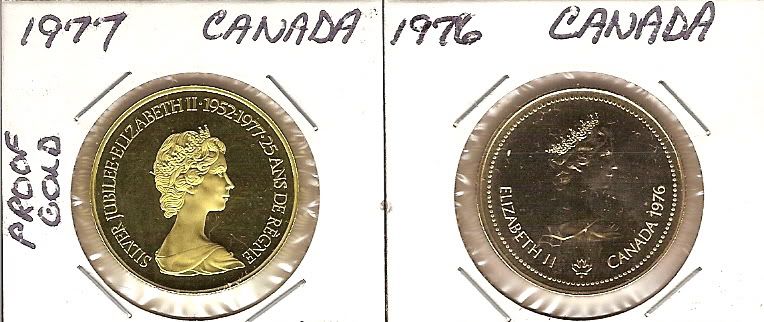 1977 CANADA
PROOF
GOLD
SILVER JUBILEE·ELIZABETH II·1952·1977·25 ANS DE RÈGNE
1976 CANADA
ELIZABETH II
CANADA 1976